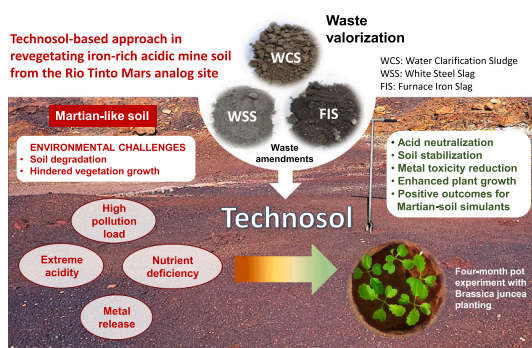 Technosol-based approach in
revegetating iron-rich acidic mine soil
from the Rio Tinto Mars analog site
Waste
valorization
WCS
WSS
FIS
Waste
amendments
WCS: Water Clarification Sludge
WSS: White Steel Slag
FIS: Furnace Iron Slag
Martian-like soil
ENVIRONMENTAL CHALLENGES
• Soil degradation
• Hindered vegetation growth
• Acid neutralization
• Soil stabilization
• Metal toxicity reduction
• Enhanced plant growth
• Positive outcomes for
Martian-soil simulants
Technosol
High
pollution
load
Extreme
acidity
Nutrient
deficiency
Metal
release
Four-month pot
experiment with
Brassica juncea
planting